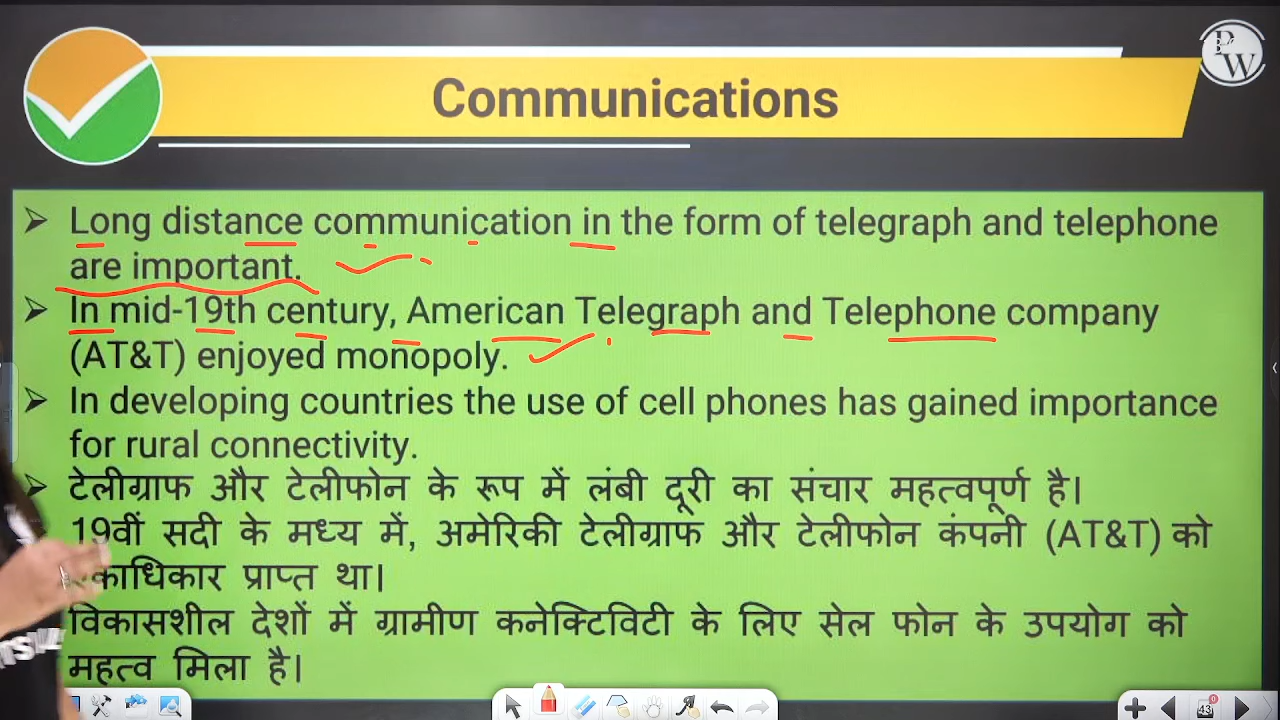 PW
Communications
Long distance communication in the form of telegraph and telephone
are important.
In mid-19th century, American Telegraph and Telephone company
(AT&T) enjoyed monopoly.
In developing countries the use of cell phones has gained importance
for rural connectivity.
टेलीग्राफ और टेलीफोन के रूप में लंबी दूरी का संचार महत्वपूर्ण है।
19वीं सदी के मध्य में, अमेरिकी टेलीग्राफ और टेलीफोन कंपनी (AT&T) को
प्राप्त था।
विकासशील देशों में ग्रामीण कनेक्टिविटी के लिए सेल फोन के उपयोग को
महत्व मिला है।
43